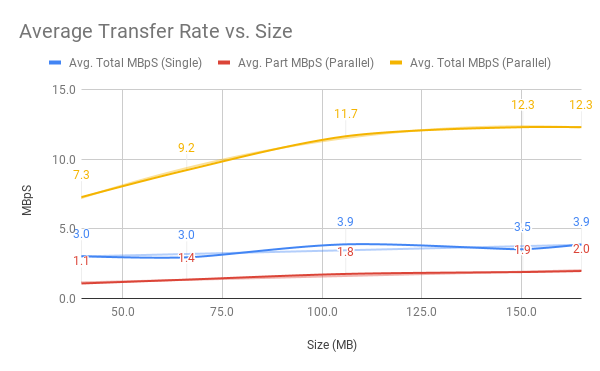 Average Transfer Rate vs. Size
Avg. Total MBpS (Single) Avg. Part MBpS (Parallel) Avg. Total MBpS (Parallel)
15.0
12.3 12.3
11.7
10.0
9.2
7.3
5.0
3.0 3.0 3.9 3.5 3.9
1.1 1.4 1.8 1.9 2.0
0.0
MBpS
50.0 75.0 100.0 125.0 150.0
Size (MB)